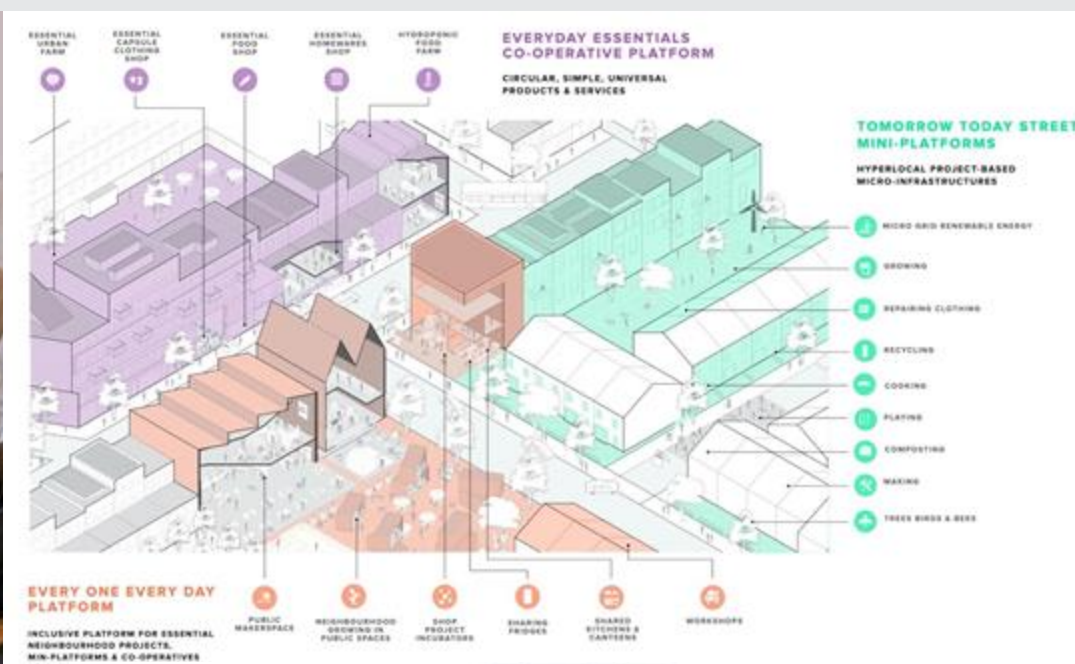 ESSENTIAL
URBAN
FARM
ESSENTIAL
CAPSULE
CLOTHING
SHOP
ESSENTIAL
FOOD
SHOP
ESSENTIAL
HOMEWARES
SHOP
HYDROPONIC
FOOD
FARM
EVERYDAY ESSENTIALS
CO-OPERATIVE PLATFORM
CIRCULAR, SIMPLE, UNIVERSAL
PRODUCTS & SERVICES
TOMORROW TODAY STREET
MINI-PLATFORMS
HYPERLOCAL PROJECT-BASED
MICRO-INFRASTRUCTURES
MICRO GRID RENEWABLE ENERGY
GROWING
REPAIRING CLOTHING
RECYCLING
COOKING
PLAYING
COMPOSTING
MAKING
TREES BIRDS & BEES
EVERY ONE EVERY DAY
PLATFORM
INCLUSIVE PLATFORM FOR ESSENTIAL
NEIGHBOURHOOD PROJECTS,
MIN-PLATFORMS & CO-OPERATIVES
PUBLIC
MAKERSPACE
NEIGHBOURHOOD
GROWING IN
PUBLIC SPACES
SHOP
PROJECT
INCUBATORS
SHARING
FRIDGES
SHARED
KITCHENS &
CANTEENS
WORKSHOPS